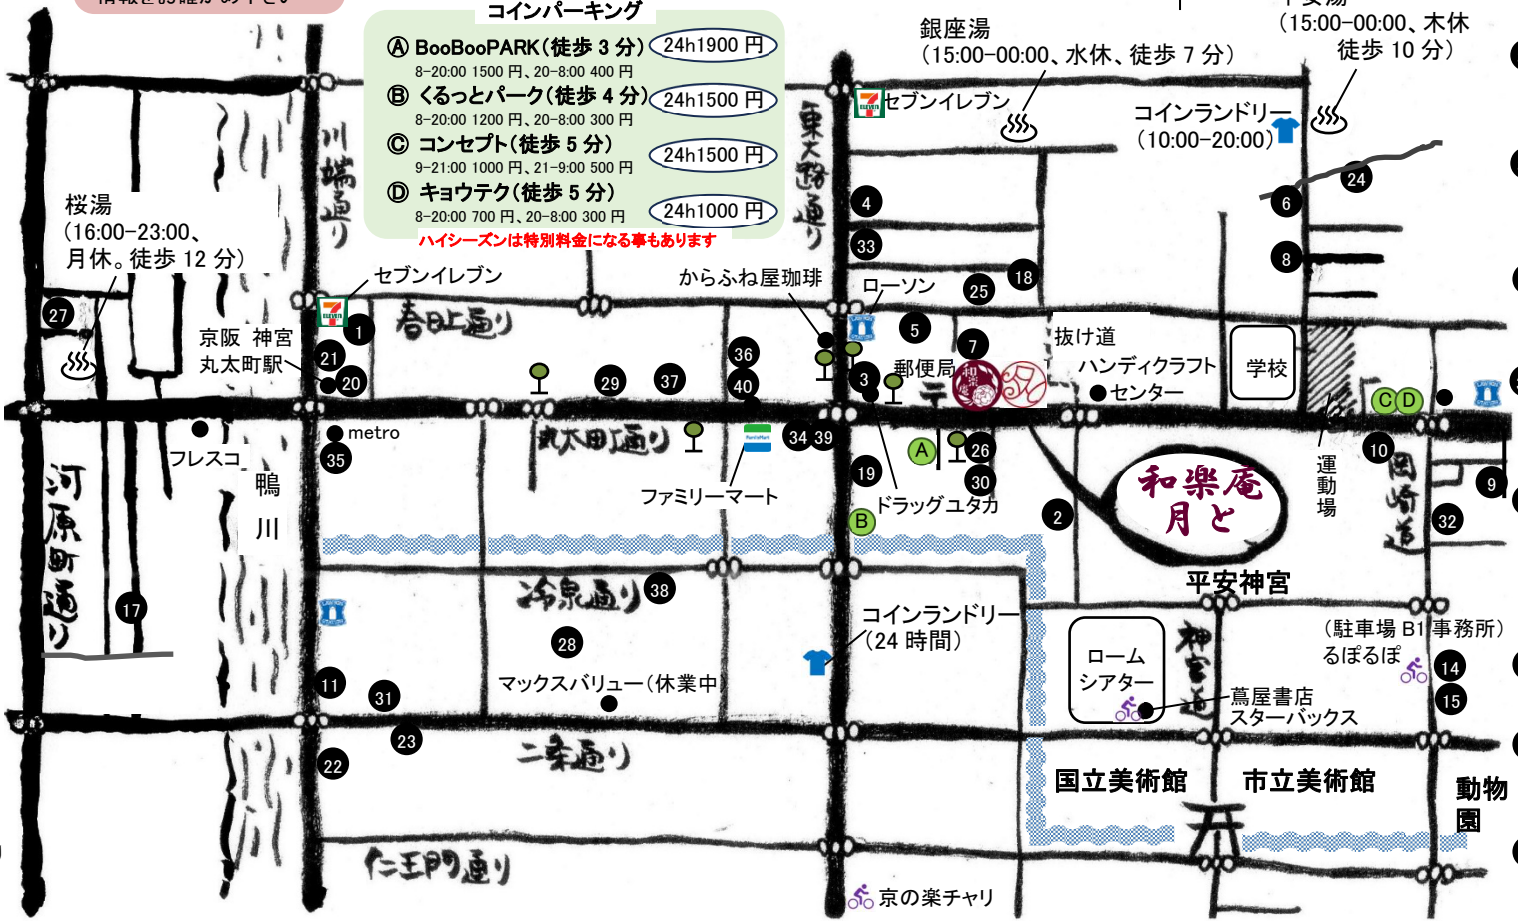 コインパーキング
Ⓐ BooBooPARK(徒歩 3 分) 24h1900 円
8-20:00 1500 円、20-8:00 400 円
Ⓑ くるっとパーク(徒歩 4 分) 24h1500 円
8-20:00 1200 円、20-8:00 300 円
Ⓒ コンセプト(徒歩 5 分) 24h1500 円
9-21:00 1000 円、21-9:00 500 円
Ⓓ キョウテク(徒歩 5 分) 24h1000 円
8-20:00 700 円、20-8:00 300 円
ハイシーズンは特別料金になる事もあります
銀座湯
(15:00-00:00、水休、徒歩 7 分)
(15:00-00:00、木休
徒歩 10 分)
7 ELEVEN
セブンイレブン
コインランドリー
(10:00-20:00)
川端通り
東大路通り
桜湯
(16:00-23:00、
月休。徒歩 12 分)
24
4
6
33
8
18
25
セブンイレブン
7 ELEVEN
からふね屋珈琲
ローソン
LAWSON
27
1
春日上通り
5
京阪 神宮
丸太町駅
21
20
36
40
29
37
3
郵便局
〒
7
和楽庵
月
抜け道
ハンディクラフト
センター
学校
C D
LAWSON
フレスコ
metro
35
丸太町通り
FamilyMart
ファミリーマート
34
39
19
A
26
30
ドラッグユタカ
B
2
和楽庵
月と
運動場
10
岡崎道
9
32
河原町通り
鴨川
17
LAWSON
冷泉通り
38
28
平安神宮
コインランドリー
(24 時間)
ローム
シアター
神宮道
(駐車場 B1 事務所)
るぽるぽ
14
15
11
31
マックスバリュー(休業中
蔦屋書店
スターバックス
23
22
二条通り
国立美術館
市立美術館
動物
園
仁王門通り
京の楽チャリ